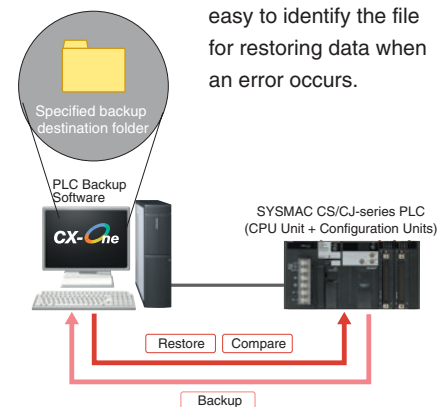 easy to identify the file
for restoring data when
an error occurs.
Specified backup
destination folder
PLC Backup
Software
CX-One
SYSMAC CS/CJ-series PLC
(CPU Unit + Configuration Units)
Restore
Compare
Backup